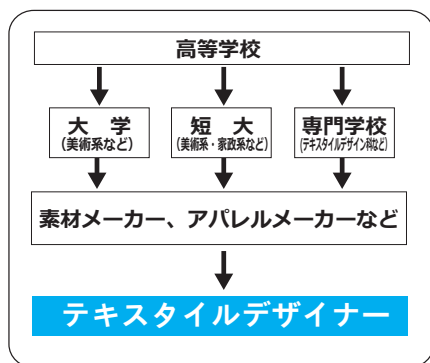 高等学校
大 学
(美術系など)
短 大
(美術系・家政系など)
専門学校
(テキスタイルデザイン科など)
素材メーカー、アパレルメーカーなど
テキスタイルデザイナー